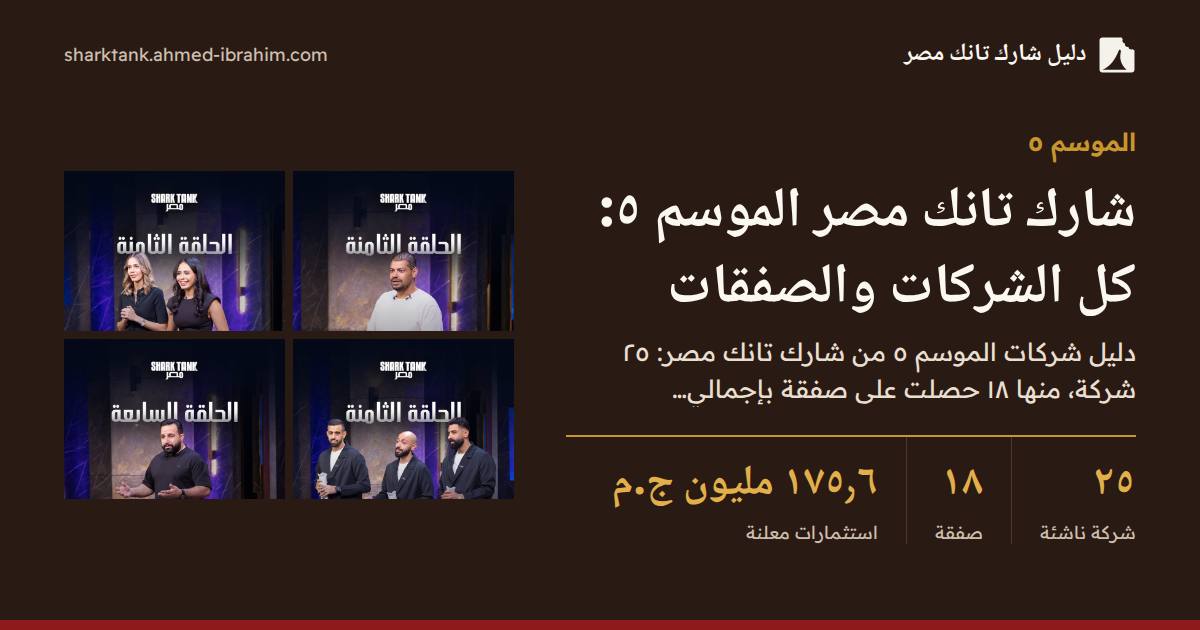 دليل شارك تانك مصر
sharktank.ahmed-ibrahim.com
الموسم ٥
شارك تانك مصر الموسم ٥:
كل الشركات والصفقات
دليل شركات الموسم ٥ من شارك تانك مصر: ٢٥
شركة، منها ١٨ حصلت على صفقة بإجمالي...
٢٥
شركة ناشئة
١٨
صفقة
١٧٥,٦ مليون ج.م
استثمارات معلنة
SHARK TANK
مصر
الحلقة الثامنة
SHARK TANK
مصر
الحلقة الثامنة
SHARK TANK
مصر
الحلقة الثامنة
SHARK TANK
مصر
الحلقة السابعة